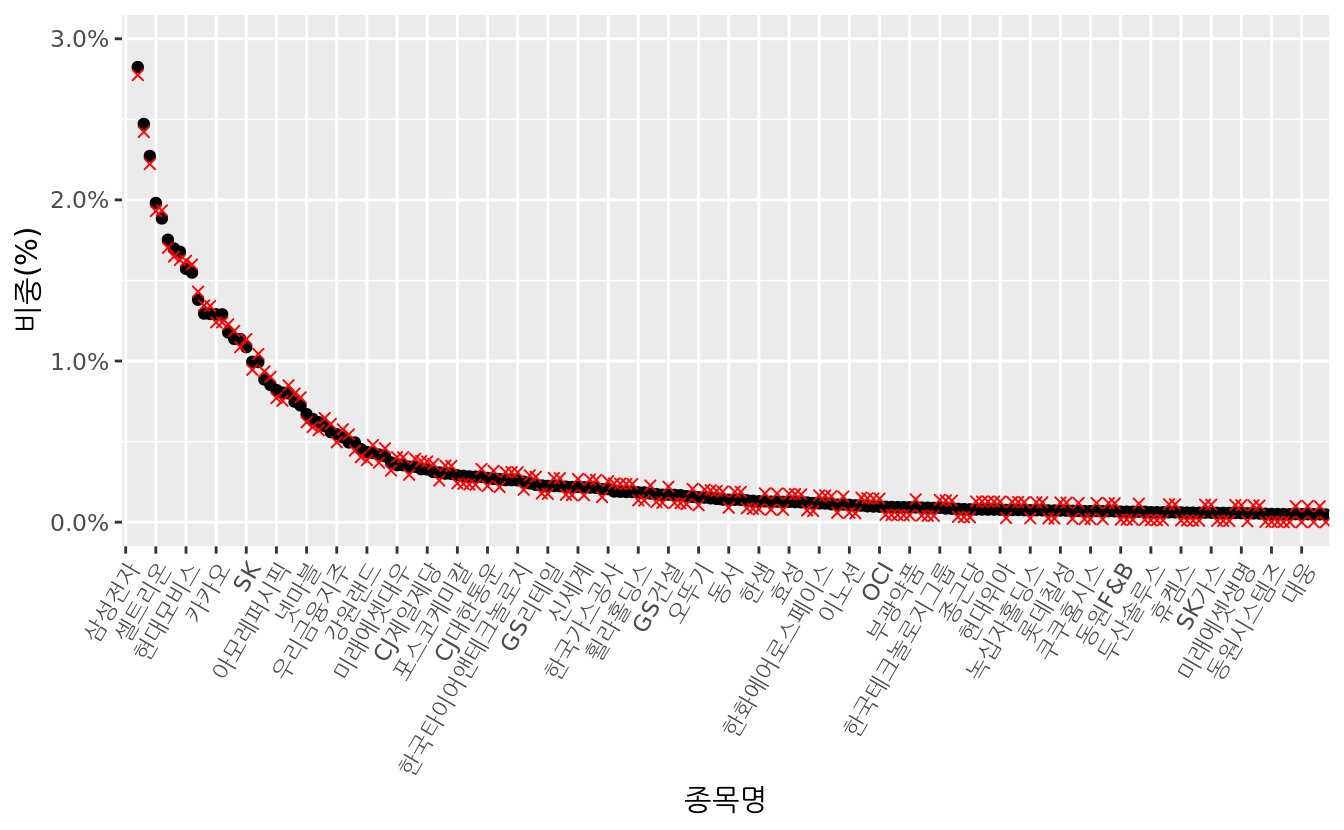 3.0%
2.0%
1.0%
0.0%
비중(%)
삼성전자
셀트리온
현대모비스
카카오
SK
아모레퍼시픽
넷마블
우리금융지주
강원랜드
미래에셋대우
CJ제일제당
포스코케미칼
CJ대한통운
한국타이어앤테크놀로지
GS리테일
신세계
한국가스공사
휠라홀딩스
GS건설
오뚜기
동서
한샘
효성
한화에어로스페이스
이노션
OCI
부광약품
한국테크놀로지그룹
종근당
현대위아
녹십자홀딩스
롯데정밀화학
쿠쿠홈시스
동원F&B
두산솔루스
휴켐스
SK가스
미래에셋생명
동원시스템즈
대웅
종목명